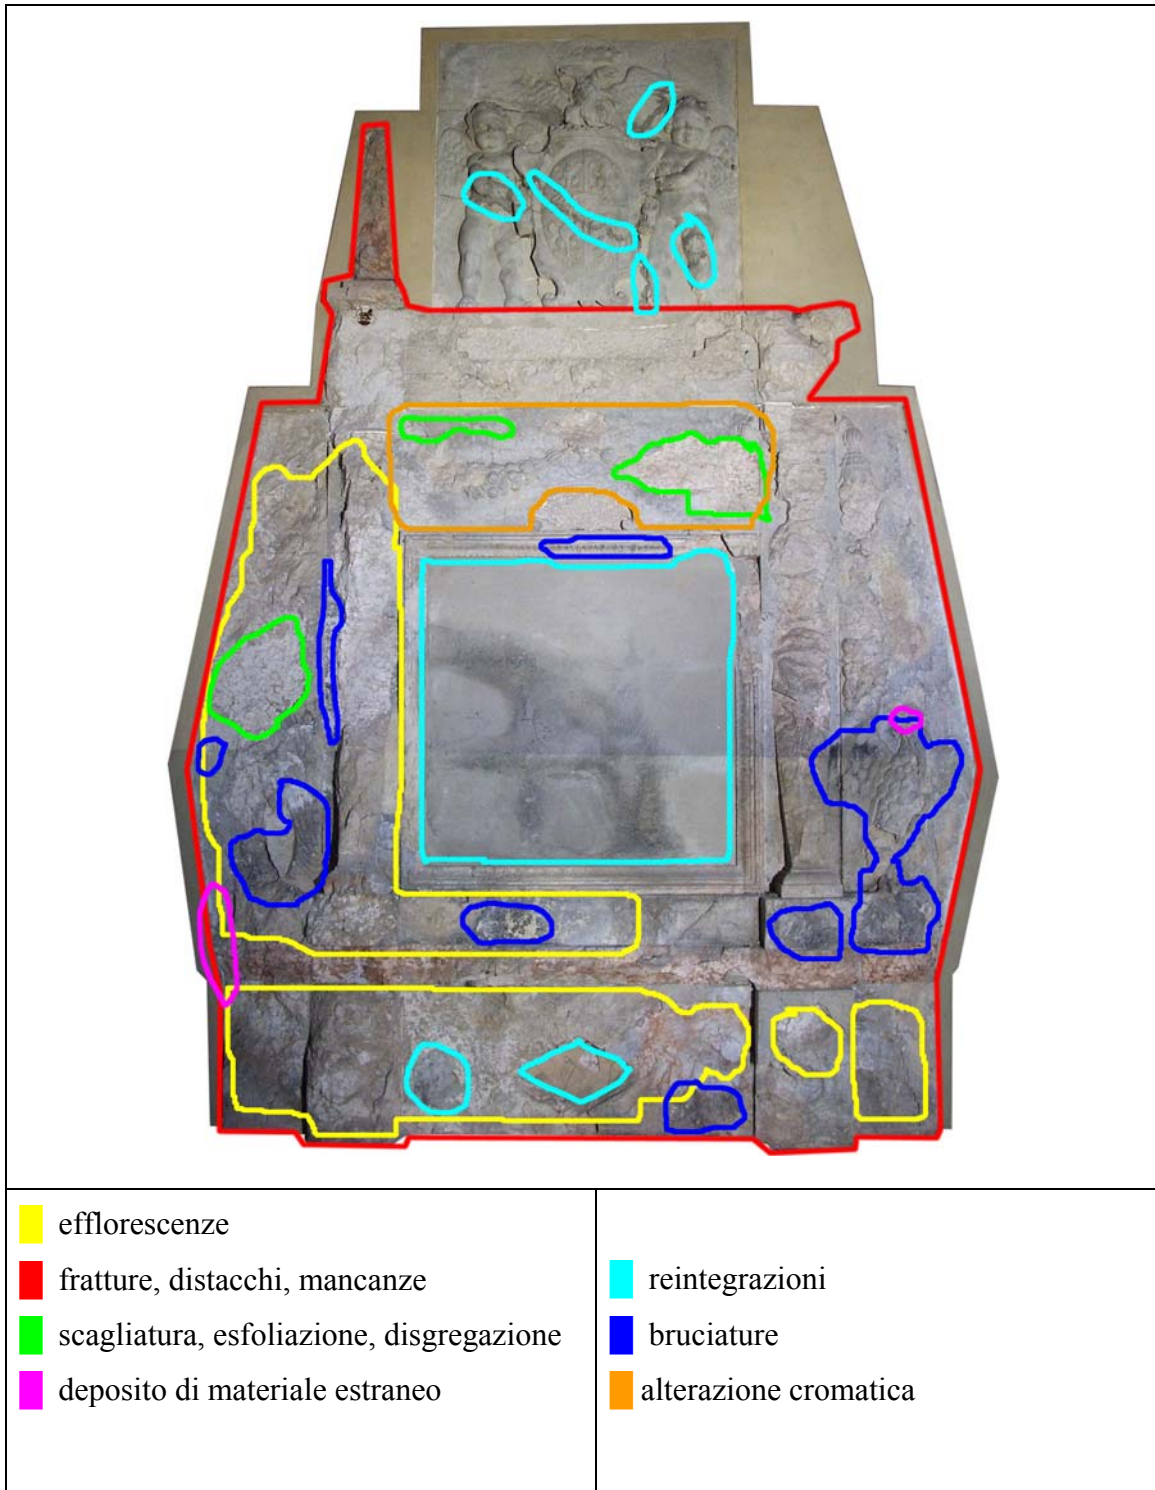 efflorescenze
fratture, distacchi, mancanze
scagliatura, esfoliazione, disgregazione
deposito di materiale estraneo
reintegrazioni
bruciature
alterazione cromatica